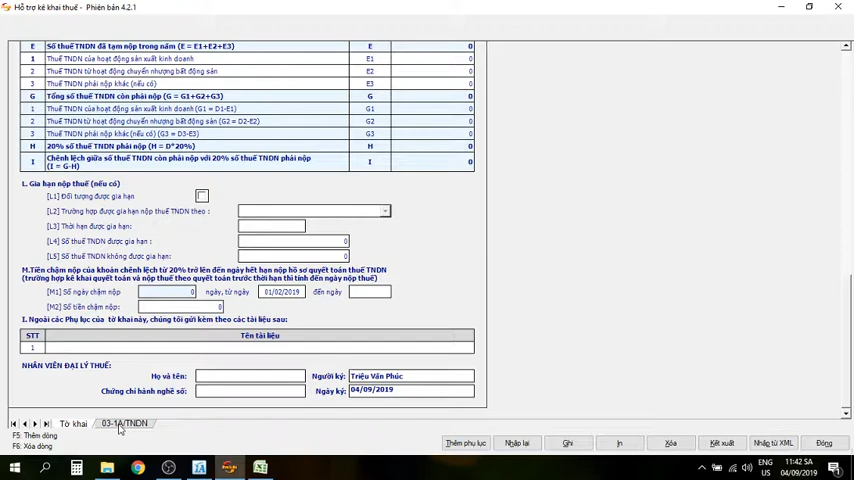 Hỗ trợ kê khai thuế - Phiên bản 4.2.1
E Số thuế TNDN đã tạm nộp trong năm (E = E1+E2+E3) E 0
1 Thuế TNDN của hoạt động sản xuất kinh doanh E1 0
2 Thuế TNDN từ hoạt động chuyển nhượng bất động sản E2 0
3 Thuế TNDN phải nộp khác (nếu có) E3 0
G Tổng số thuế TNDN còn phải nộp (G = G1+G2+G3) G 0
1 Thuế TNDN của hoạt động sản xuất kinh doanh (G1 = D1-E1) G1 0
2 Thuế TNDN từ hoạt động chuyển nhượng bất động sản (G2 = D2-E2) G2 0
3 Thuế TNDN phải nộp khác (nếu có) (G3 = D3-E3) G3 0
H 20% số thuế TNDN phải nộp (H = D*20%) H 0
I Chênh lệch giữa số thuế TNDN còn phải nộp với 20% số thuế TNDN phải nộp (I = G-H) I 0
L. Gia hạn nộp thuế (nếu có)
[L1] Đối tượng được gia hạn
[L2] Trường hợp được gia hạn nộp thuế TNDN theo :
[L3] Thời hạn được gia hạn:
[L4] Số thuế TNDN được gia hạn : 0
[L5] Số thuế TNDN không được gia hạn: 0
M.Tiền chậm nộp của khoản chênh lệch từ 20% trở lên đến ngày hết hạn nộp hồ sơ quyết toán thuế TNDN
(trường hợp kê khai quyết toán và nộp thuế theo quyết toán trước thời hạn thì tính đến ngày nộp thuế)
[M1] Số ngày chậm nộp 0 ngày, từ ngày 01/02/2019 đến ngày
[M2] Số tiền chậm nộp: 0
I. Ngoài các Phụ lục của tờ khai này, chúng tôi gửi kèm theo các tài liệu sau:
STT Tên tài liệu
1
NHÂN VIÊN ĐẠI LÝ THUẾ:
Họ và tên: Người ký: Triệu Văn Phúc
Chứng chỉ hành nghề số: Ngày ký: 04/09/2019
Tờ khai 03-1A/TNDN
F5: Thêm dòng
F6: Xóa dòng
Thêm phụ lục Nhập lại Ghi In Xóa Kết xuất Nhập từ XML Đóng
ENG 11:42 SA
US 04/09/2019